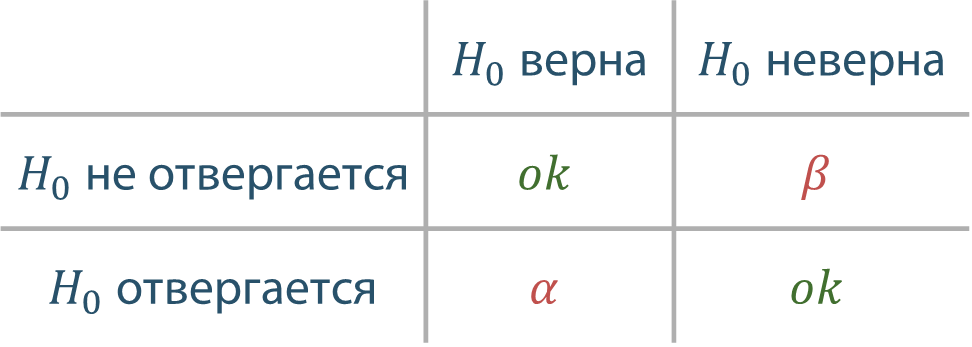 H₀ верна H₀ неверна
H₀ не отвергается ok β
H₀ отвергается α ok